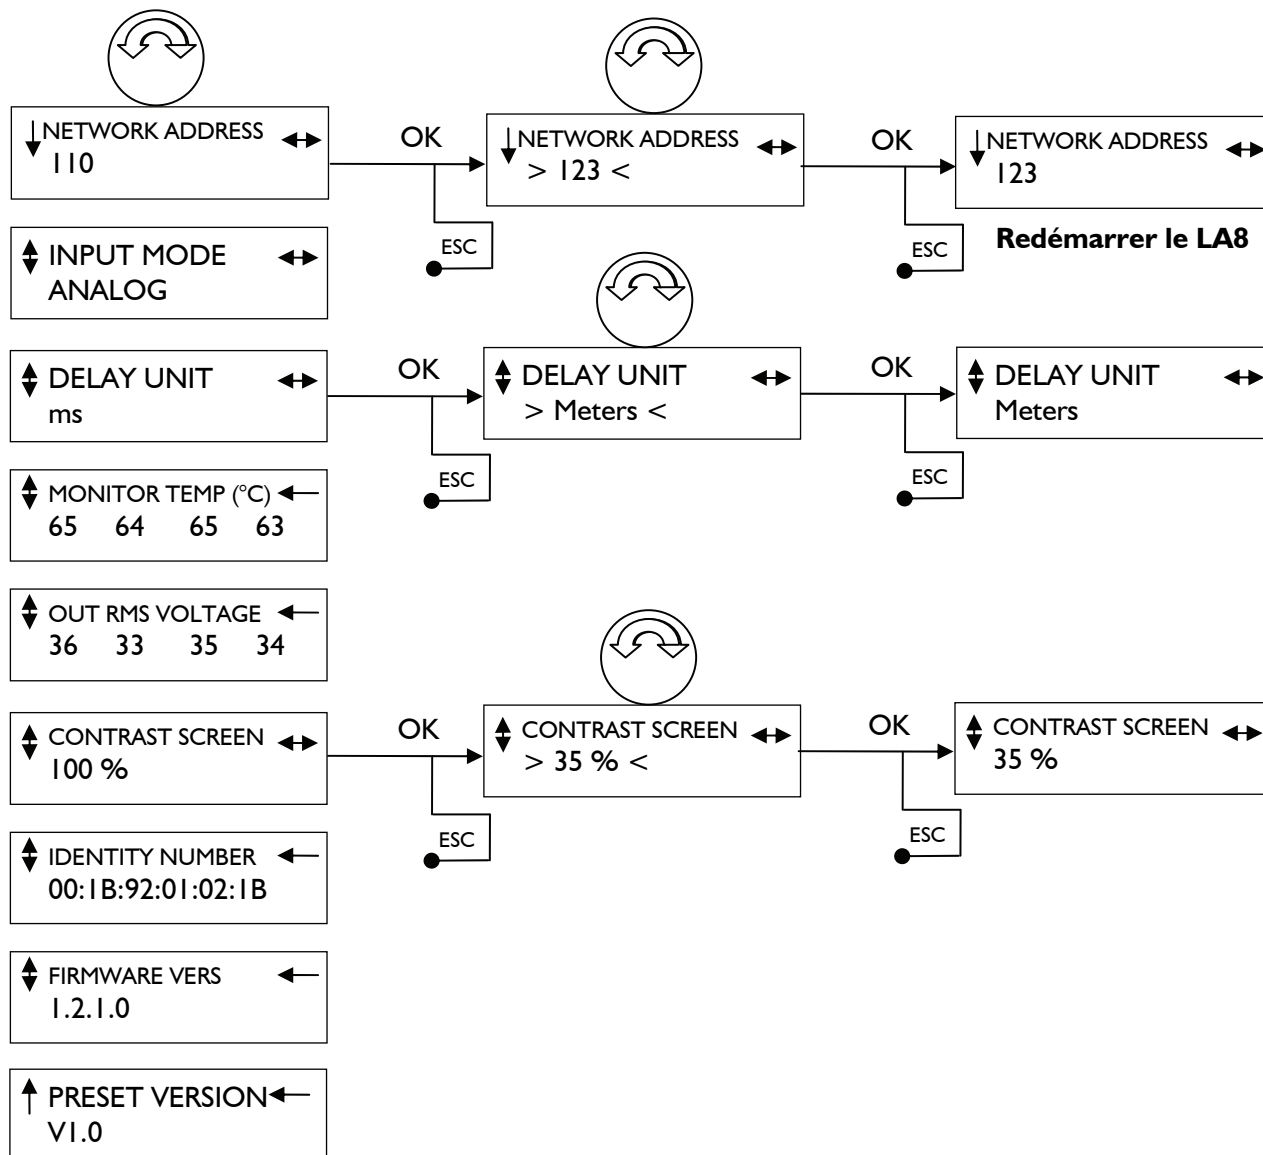 NETWORK ADDRESS
110
OK
ESC
NETWORK ADDRESS
> 123 <
OK
ESC
NETWORK ADDRESS
123
Redémarrer le LA8
INPUT MODE
ANALOG
DELAY UNIT
ms
OK
ESC
DELAY UNIT
> Meters <
OK
ESC
DELAY UNIT
Meters
MONITOR TEMP (°C)
65 64 65 63
OUT RMS VOLTAGE
36 33 35 34
CONTRAST SCREEN
100 %
OK
ESC
CONTRAST SCREEN
> 35 % <
OK
ESC
CONTRAST SCREEN
35 %
IDENTITY NUMBER
00:1B:92:01:02:1B
FIRMWARE VERS
1.2.1.0
PRESET VERSION
V1.0